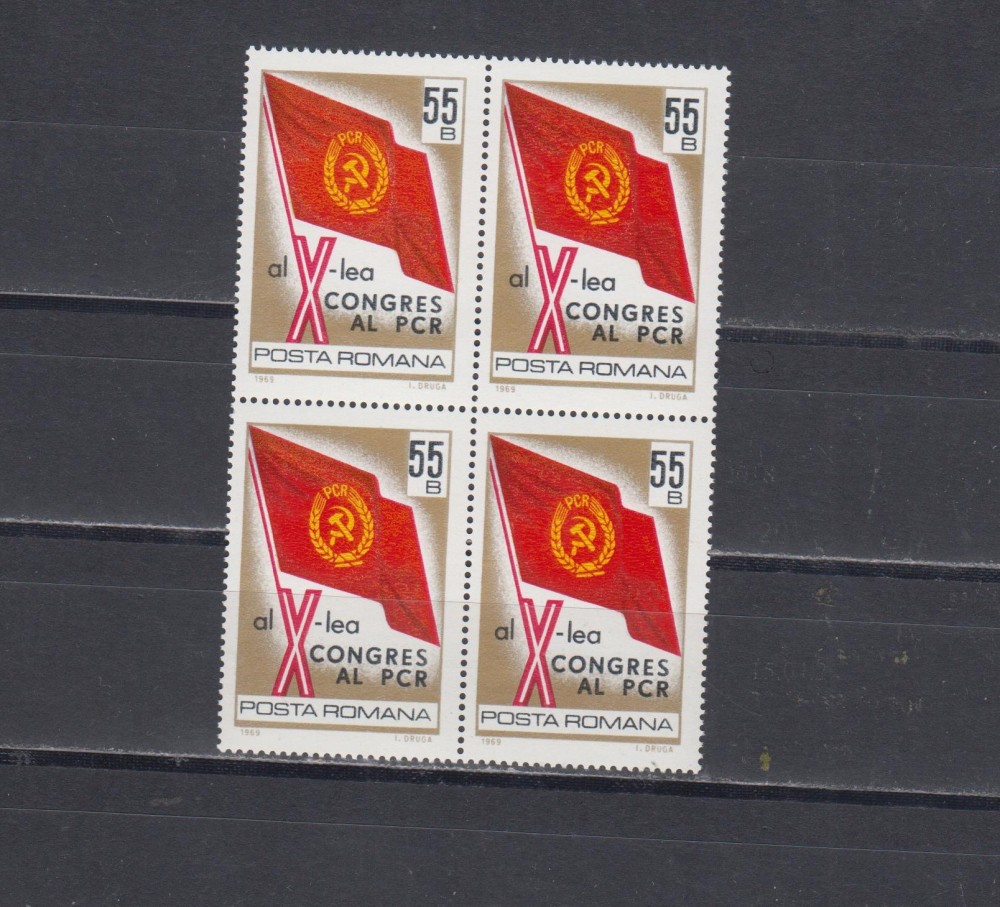 55
B
PCR
al X-lea
CONGRES
AL PCR
POSTA ROMANA
1969 I. DRUGA
55
B
PCR
al X-lea
CONGRES
AL PCR
POSTA ROMANA
1969 I. DRUGA
55
B
PCR
al X-lea
CONGRES
AL PCR
POSTA ROMANA
1969 I. DRUGA
55
B
PCR
al X-lea
CONGRES
AL PCR
POSTA ROMANA
1969 I. DRUGA